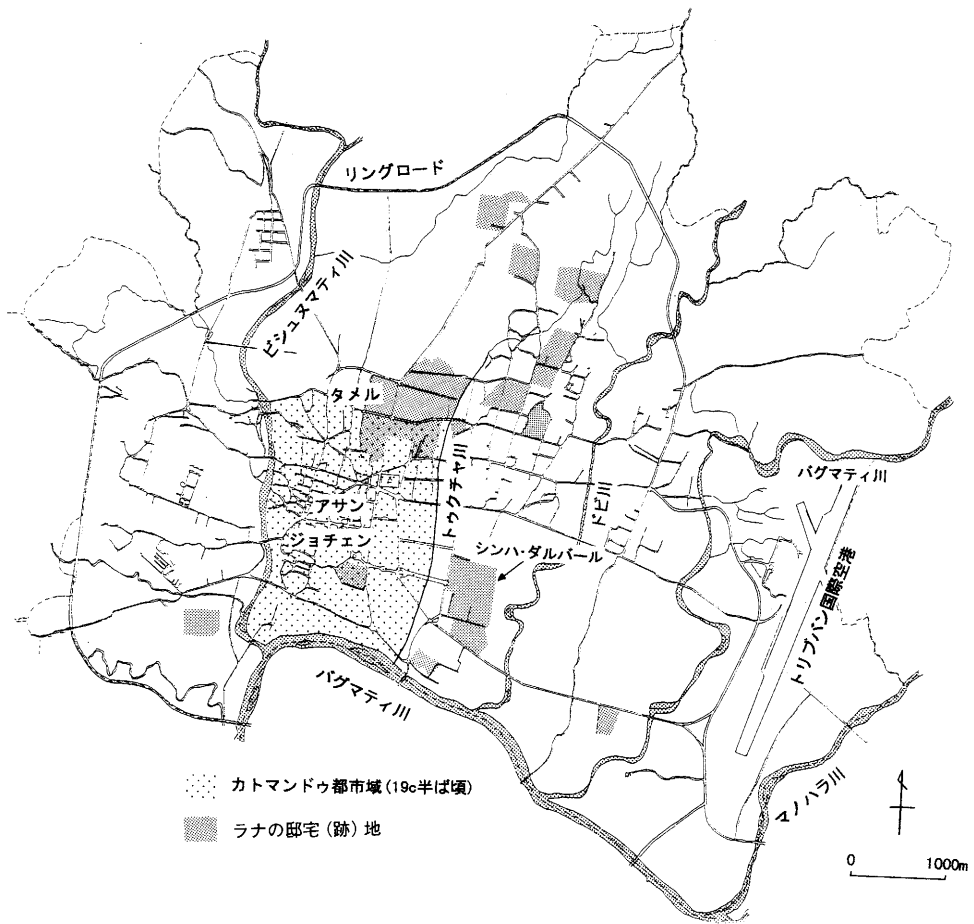 リングロード
ビシュヌマティ川
タメル
トゥクチャ川
バグマティ川
アサン
ドビ川
ジョチェン
シンハ・ダルバール
トリブバン国際空港
バグマティ川
マノハラ川
カトマンドゥ都市域(19c半ば頃)
ラナの邸宅(跡)地
0 1000m